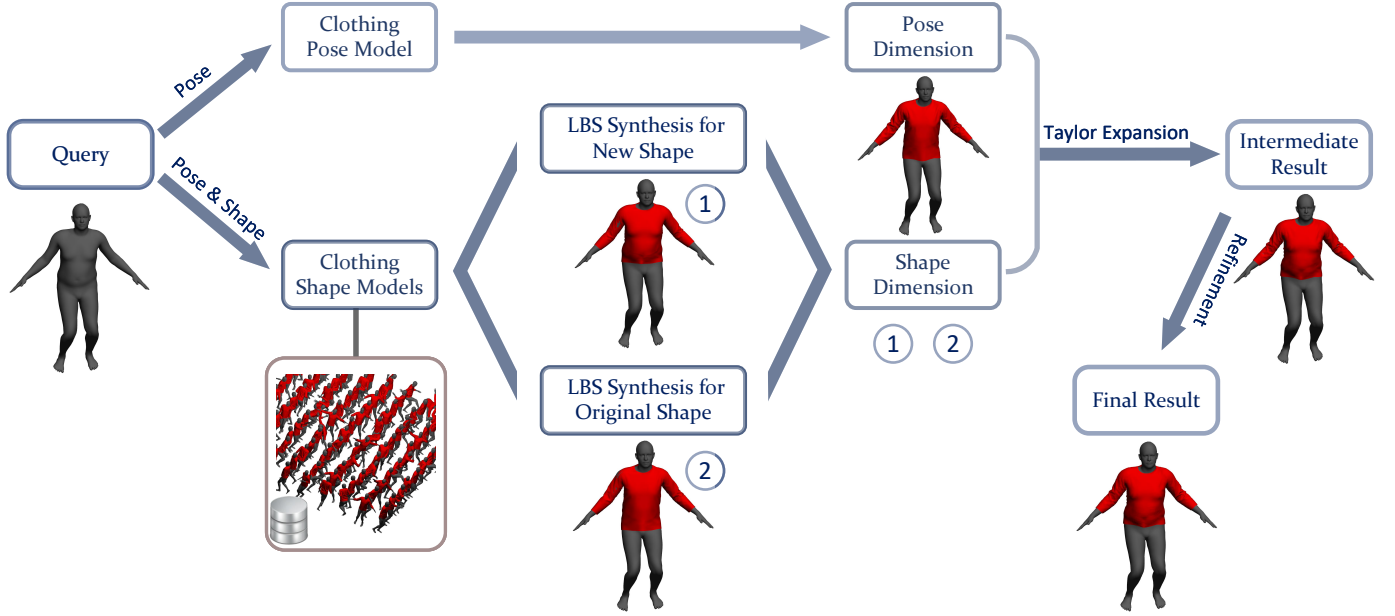 Clothing
Pose Model
Pose
Dimension
Pose
Query
Pose & Shape
LBS Synthesis for
New Shape
1
Taylor Expansion
Intermediate
Result
Clothing
Shape Models
Shape
Dimension
1 2
Refinement
LBS Synthesis for
Original Shape
2
Final Result